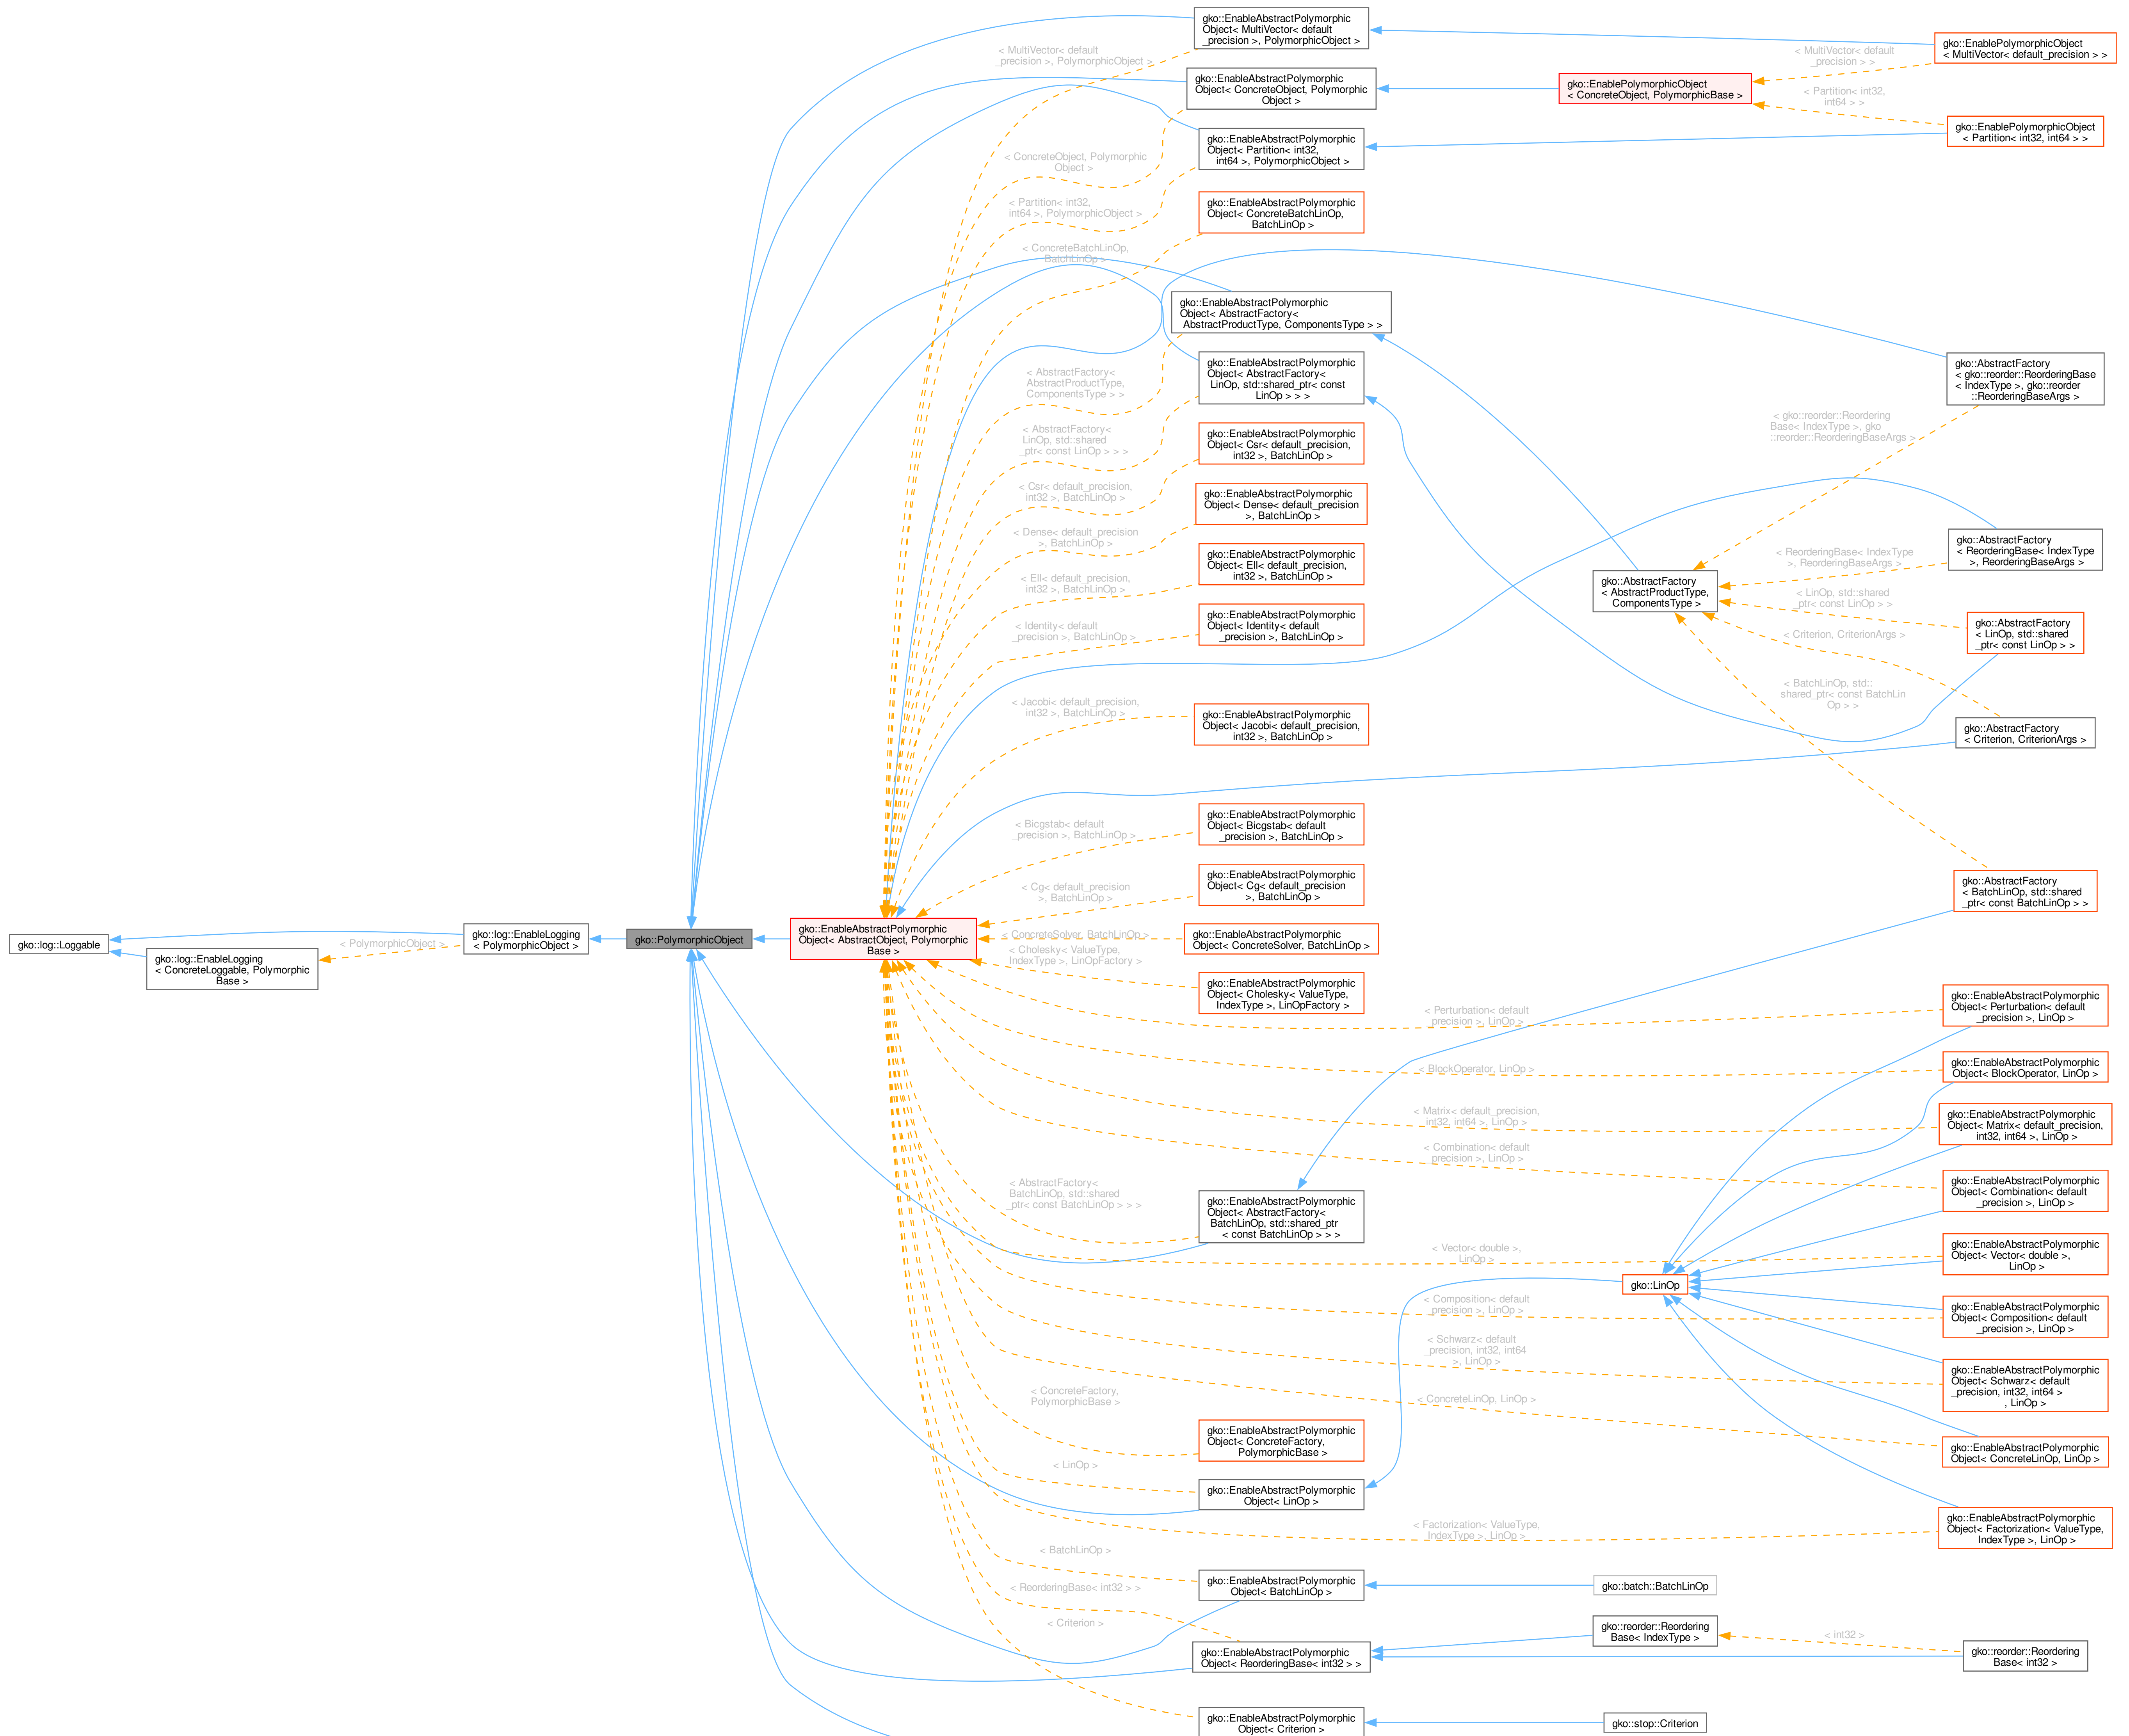 gko::log::Loggable
gko::log::EnableLogging
< ConcreteLoggable, Polymorphic
Base >
< PolymorphicObject >
gko::log::EnableLogging
< PolymorphicObject >
gko::PolymorphicObject
gko::EnableAbstractPolymorphic
Object< AbstractObject, Polymorphic
Base >
< MultiVector< default
_precision >, PolymorphicObject >
< ConcreteObject, Polymorphic
Object >
< Partition< int32,
int64 >, PolymorphicObject >
< ConcreteBatchLinOp,
BatchLinOp >
< AbstractFactory<
AbstractProductType,
ComponentsType > >
< AbstractFactory<
LinOp, std::shared
_ptr< const LinOp > > >
< Csr< default_precision,
int32 >, BatchLinOp >
< Dense< default_precision
>, BatchLinOp >
< Ell< default_precision,
int32 >, BatchLinOp >
< Identity< default
_precision >, BatchLinOp >
< Jacobi< default_precision,
int32 >, BatchLinOp >
< Bicgstab< default
_precision >, BatchLinOp >
< Cg< default_precision
>, BatchLinOp >
< ConcreteSolver, BatchLinOp >
< Cholesky< ValueType,
IndexType >, LinOpFactory >
< AbstractFactory<
BatchLinOp, std::shared
_ptr< const BatchLinOp > > >
< ConcreteFactory,
PolymorphicBase >
< LinOp >
< BatchLinOp >
< ReorderingBase< int32 > >
< Criterion >
gko::EnableAbstractPolymorphic
Object< MultiVector< default
_precision >, PolymorphicObject >
gko::EnableAbstractPolymorphic
Object< ConcreteObject, Polymorphic
Object >
gko::EnableAbstractPolymorphic
Object< Partition< int32,
int64 >, PolymorphicObject >
gko::EnableAbstractPolymorphic
Object< ConcreteBatchLinOp,
BatchLinOp >
gko::EnableAbstractPolymorphic
Object< AbstractFactory<
AbstractProductType, ComponentsType > >
gko::EnableAbstractPolymorphic
Object< AbstractFactory<
LinOp, std::shared_ptr< const
LinOp > > >
gko::EnableAbstractPolymorphic
Object< Csr< default_precision,
int32 >, BatchLinOp >
gko::EnableAbstractPolymorphic
Object< Dense< default_precision
>, BatchLinOp >
gko::EnableAbstractPolymorphic
Object< Ell< default_precision,
int32 >, BatchLinOp >
gko::EnableAbstractPolymorphic
Object< Identity< default
_precision >, BatchLinOp >
gko::EnableAbstractPolymorphic
Object< Jacobi< default_precision,
int32 >, BatchLinOp >
gko::EnableAbstractPolymorphic
Object< Bicgstab< default
_precision >, BatchLinOp >
gko::EnableAbstractPolymorphic
Object< Cg< default_precision
>, BatchLinOp >
gko::EnableAbstractPolymorphic
Object< ConcreteSolver, BatchLinOp >
gko::EnableAbstractPolymorphic
Object< Cholesky< ValueType,
IndexType >, LinOpFactory >
gko::EnableAbstractPolymorphic
Object< AbstractFactory<
BatchLinOp, std::shared_ptr
< const BatchLinOp > > >
gko::EnableAbstractPolymorphic
Object< ConcreteFactory,
PolymorphicBase >
gko::EnableAbstractPolymorphic
Object< LinOp >
gko::EnableAbstractPolymorphic
Object< BatchLinOp >
gko::EnableAbstractPolymorphic
Object< ReorderingBase< int32 > >
gko::EnableAbstractPolymorphic
Object< Criterion >
< Perturbation< default
_precision >, LinOp >
< BlockOperator, LinOp >
< Matrix< default_precision,
int32, int64 >, LinOp >
< Combination< default
_precision >, LinOp >
< Vector< double >,
LinOp >
< Composition< default
_precision >, LinOp >
< Schwarz< default
_precision, int32, int64
>, LinOp >
< ConcreteLinOp, LinOp >
< Factorization< ValueType,
IndexType >, LinOp >
gko::EnablePolymorphicObject
< ConcreteObject, PolymorphicBase >
gko::AbstractFactory
< AbstractProductType,
ComponentsType >
gko::LinOp
gko::batch::BatchLinOp
gko::reorder::Reordering
Base< IndexType >
gko::stop::Criterion
< MultiVector< default
_precision > >
< Partition< int32,
int64 > >
< gko::reorder::Reordering
Base< IndexType >, gko
::reorder::ReorderingBaseArgs >
< ReorderingBase< IndexType
>, ReorderingBaseArgs >
< LinOp, std::shared
_ptr< const LinOp > >
< Criterion, CriterionArgs >
< BatchLinOp, std::
shared_ptr< const BatchLin
Op > >
< int32 >
gko::EnablePolymorphicObject
< MultiVector< default_precision > >
gko::EnablePolymorphicObject
< Partition< int32, int64 > >
gko::AbstractFactory
< gko::reorder::ReorderingBase
< IndexType >, gko::reorder
::ReorderingBaseArgs >
gko::AbstractFactory
< ReorderingBase< IndexType
>, ReorderingBaseArgs >
gko::AbstractFactory
< LinOp, std::shared
_ptr< const LinOp > >
gko::AbstractFactory
< Criterion, CriterionArgs >
gko::AbstractFactory
< BatchLinOp, std::shared
_ptr< const BatchLinOp > >
gko::EnableAbstractPolymorphic
Object< Perturbation< default
_precision >, LinOp >
gko::EnableAbstractPolymorphic
Object< BlockOperator, LinOp >
gko::EnableAbstractPolymorphic
Object< Matrix< default_precision,
int32, int64 >, LinOp >
gko::EnableAbstractPolymorphic
Object< Combination< default
_precision >, LinOp >
gko::EnableAbstractPolymorphic
Object< Vector< double >,
LinOp >
gko::EnableAbstractPolymorphic
Object< Composition< default
_precision >, LinOp >
gko::EnableAbstractPolymorphic
Object< Schwarz< default
_precision, int32, int64 >
, LinOp >
gko::EnableAbstractPolymorphic
Object< ConcreteLinOp, LinOp >
gko::EnableAbstractPolymorphic
Object< Factorization< ValueType,
IndexType >, LinOp >
gko::reorder::Reordering
Base< int32 >